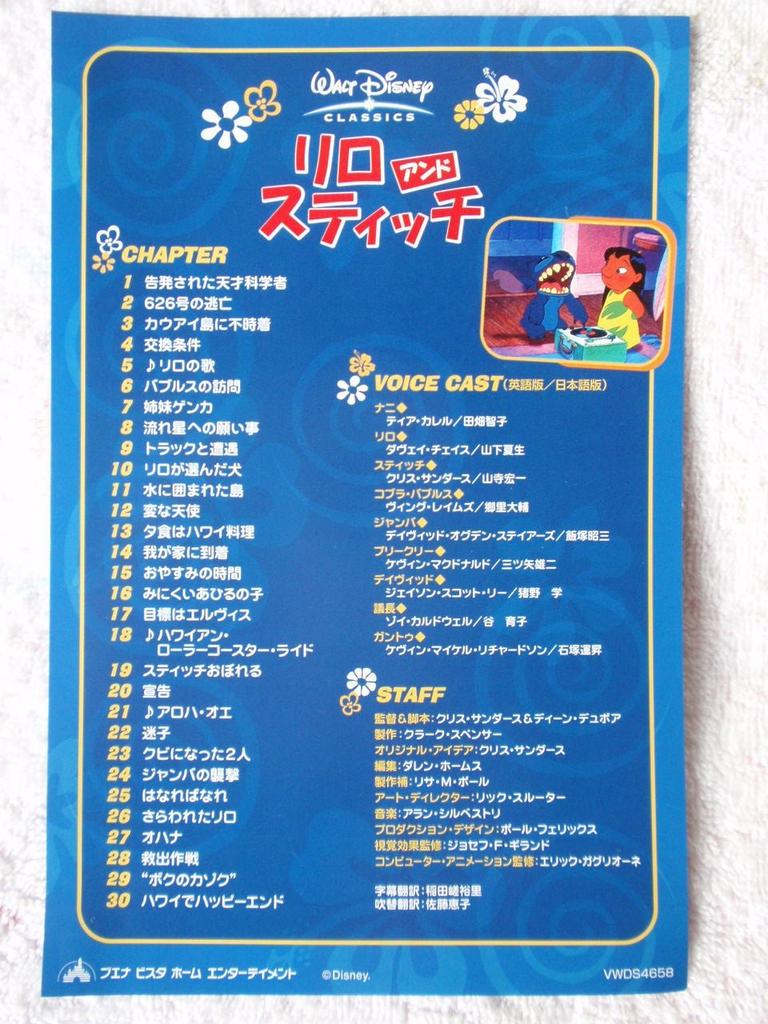 WALT DISNEY
CLASSICS
リロ アンド
スティッチ
CHAPTER
1 告発された天才科学者
2 626号の逃亡
3 カウアイ島に不時着
4 交換条件
5 ♪リロの歌
6 バブルスの訪問
7 姉妹ゲンカ
8 流れ星への願い事
9 トラックと遭遇
10 リロが選んだ犬
11 水に囲まれた島
12 変な天使
13 夕食はハワイ料理
14 我が家に到着
15 おやすみの時間
16 みにくいあひるの子
17 目標はエルヴィス
18 ♪ハワイアン・
ローラーコースター・ライド
19 スティッチおぼれる
20 宣告
21 ♪アロハ・オエ
22 迷子
23 クビになった2人
24 ジャンバの襲撃
25 はなればなれ
26 さらわれたリロ
27 オハナ
28 救出作戦
29 “ボクのカゾク”
30 ハワイでハッピーエンド
VOICE CAST(英語版/日本語版)
ナニ◆
ティア・カレル/田畑智子
リロ◆
ダヴェイ・チェイス/山下夏生
スティッチ◆
クリス・サンダース/山寺宏一
コブラ・バブルス◆
ヴィング・レイムズ/郷里大輔
ジャンバ◆
デイヴィッド・オグデン・スティアーズ/飯塚昭三
プリークリー◆
ケヴィン・マクドナルド/三ツ矢雄二
デイヴィッド◆
ジェイソン・スコット・リー/猪野 学
議長◆
ゾイ・カルドウェル/谷 育子
ガントゥ◆
ケヴィン・マイケル・リチャードソン/石塚運昇
STAFF
監督&脚本:クリス・サンダース&ディーン・デュボア
製作:クラーク・スペンサー
オリジナル・アイデア:クリス・サンダース
編集:ダレン・ホームス
製作補:リサ・M・ポール
アート・ディレクター:リック・スルーター
音楽:アラン・シルベストリ
プロダクション・デザイン:ポール・フェリックス
視覚効果監修:ジョセフ・F・ギランド
コンピューター・アニメーション監修:エリック・ガグリオーネ
字幕翻訳:稲田嵯裕里
吹替翻訳:佐藤恵子
ブエナ ビスタ ホーム エンターテイメント
©Disney.
VWDS4658